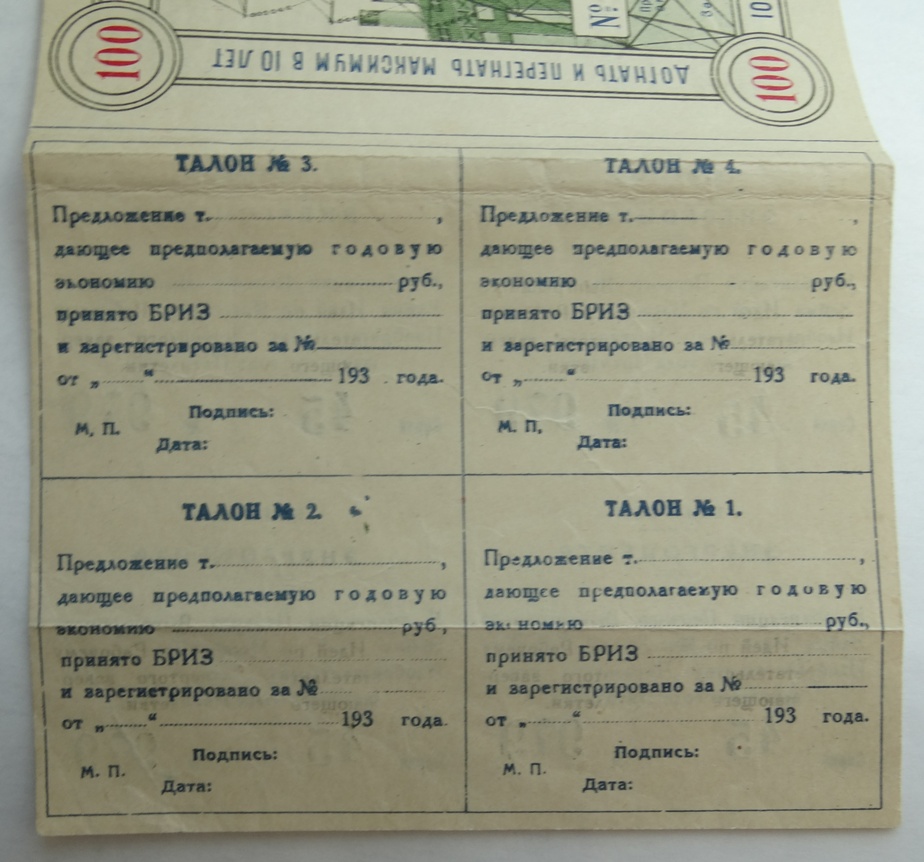 100
ДОГНАТЬ И ПЕРЕГНАТЬ МАКСИМУМ В 10 ЛЕТ
100
№
10
ТАЛОН № 3.
Предложение т. ,
дающее предполагаемую годовую
экономию руб.,
принято БРИЗ
и зарегистрировано за №
от „ “ 193 . года.
Подпись:
М, П.
Дата:
ТАЛОН № 4.
Предложение т. ,
дающее предполагаемую годовую
экономию руб.,
принято БРИЗ
и зарегистрировано за №
от „ “ 193 года.
Подпись:
М. П,
Дата:
ТАЛОН № 2.
Предложение т. ,
дающее предполагаемую годовую
экономию руб,
принято БРИЗ
и зарегистрировано за №
от „ “ 193 года.
Подпись:
М. П.
Дата:
ТАЛОН № 1.
Предложение т. ,
дающее предполагаемую годовую
экономию руб.,
принято БРИЗ
и зарегистрировано за №
от „ “ 193 года.
Подпись:
М. П.
Дата: